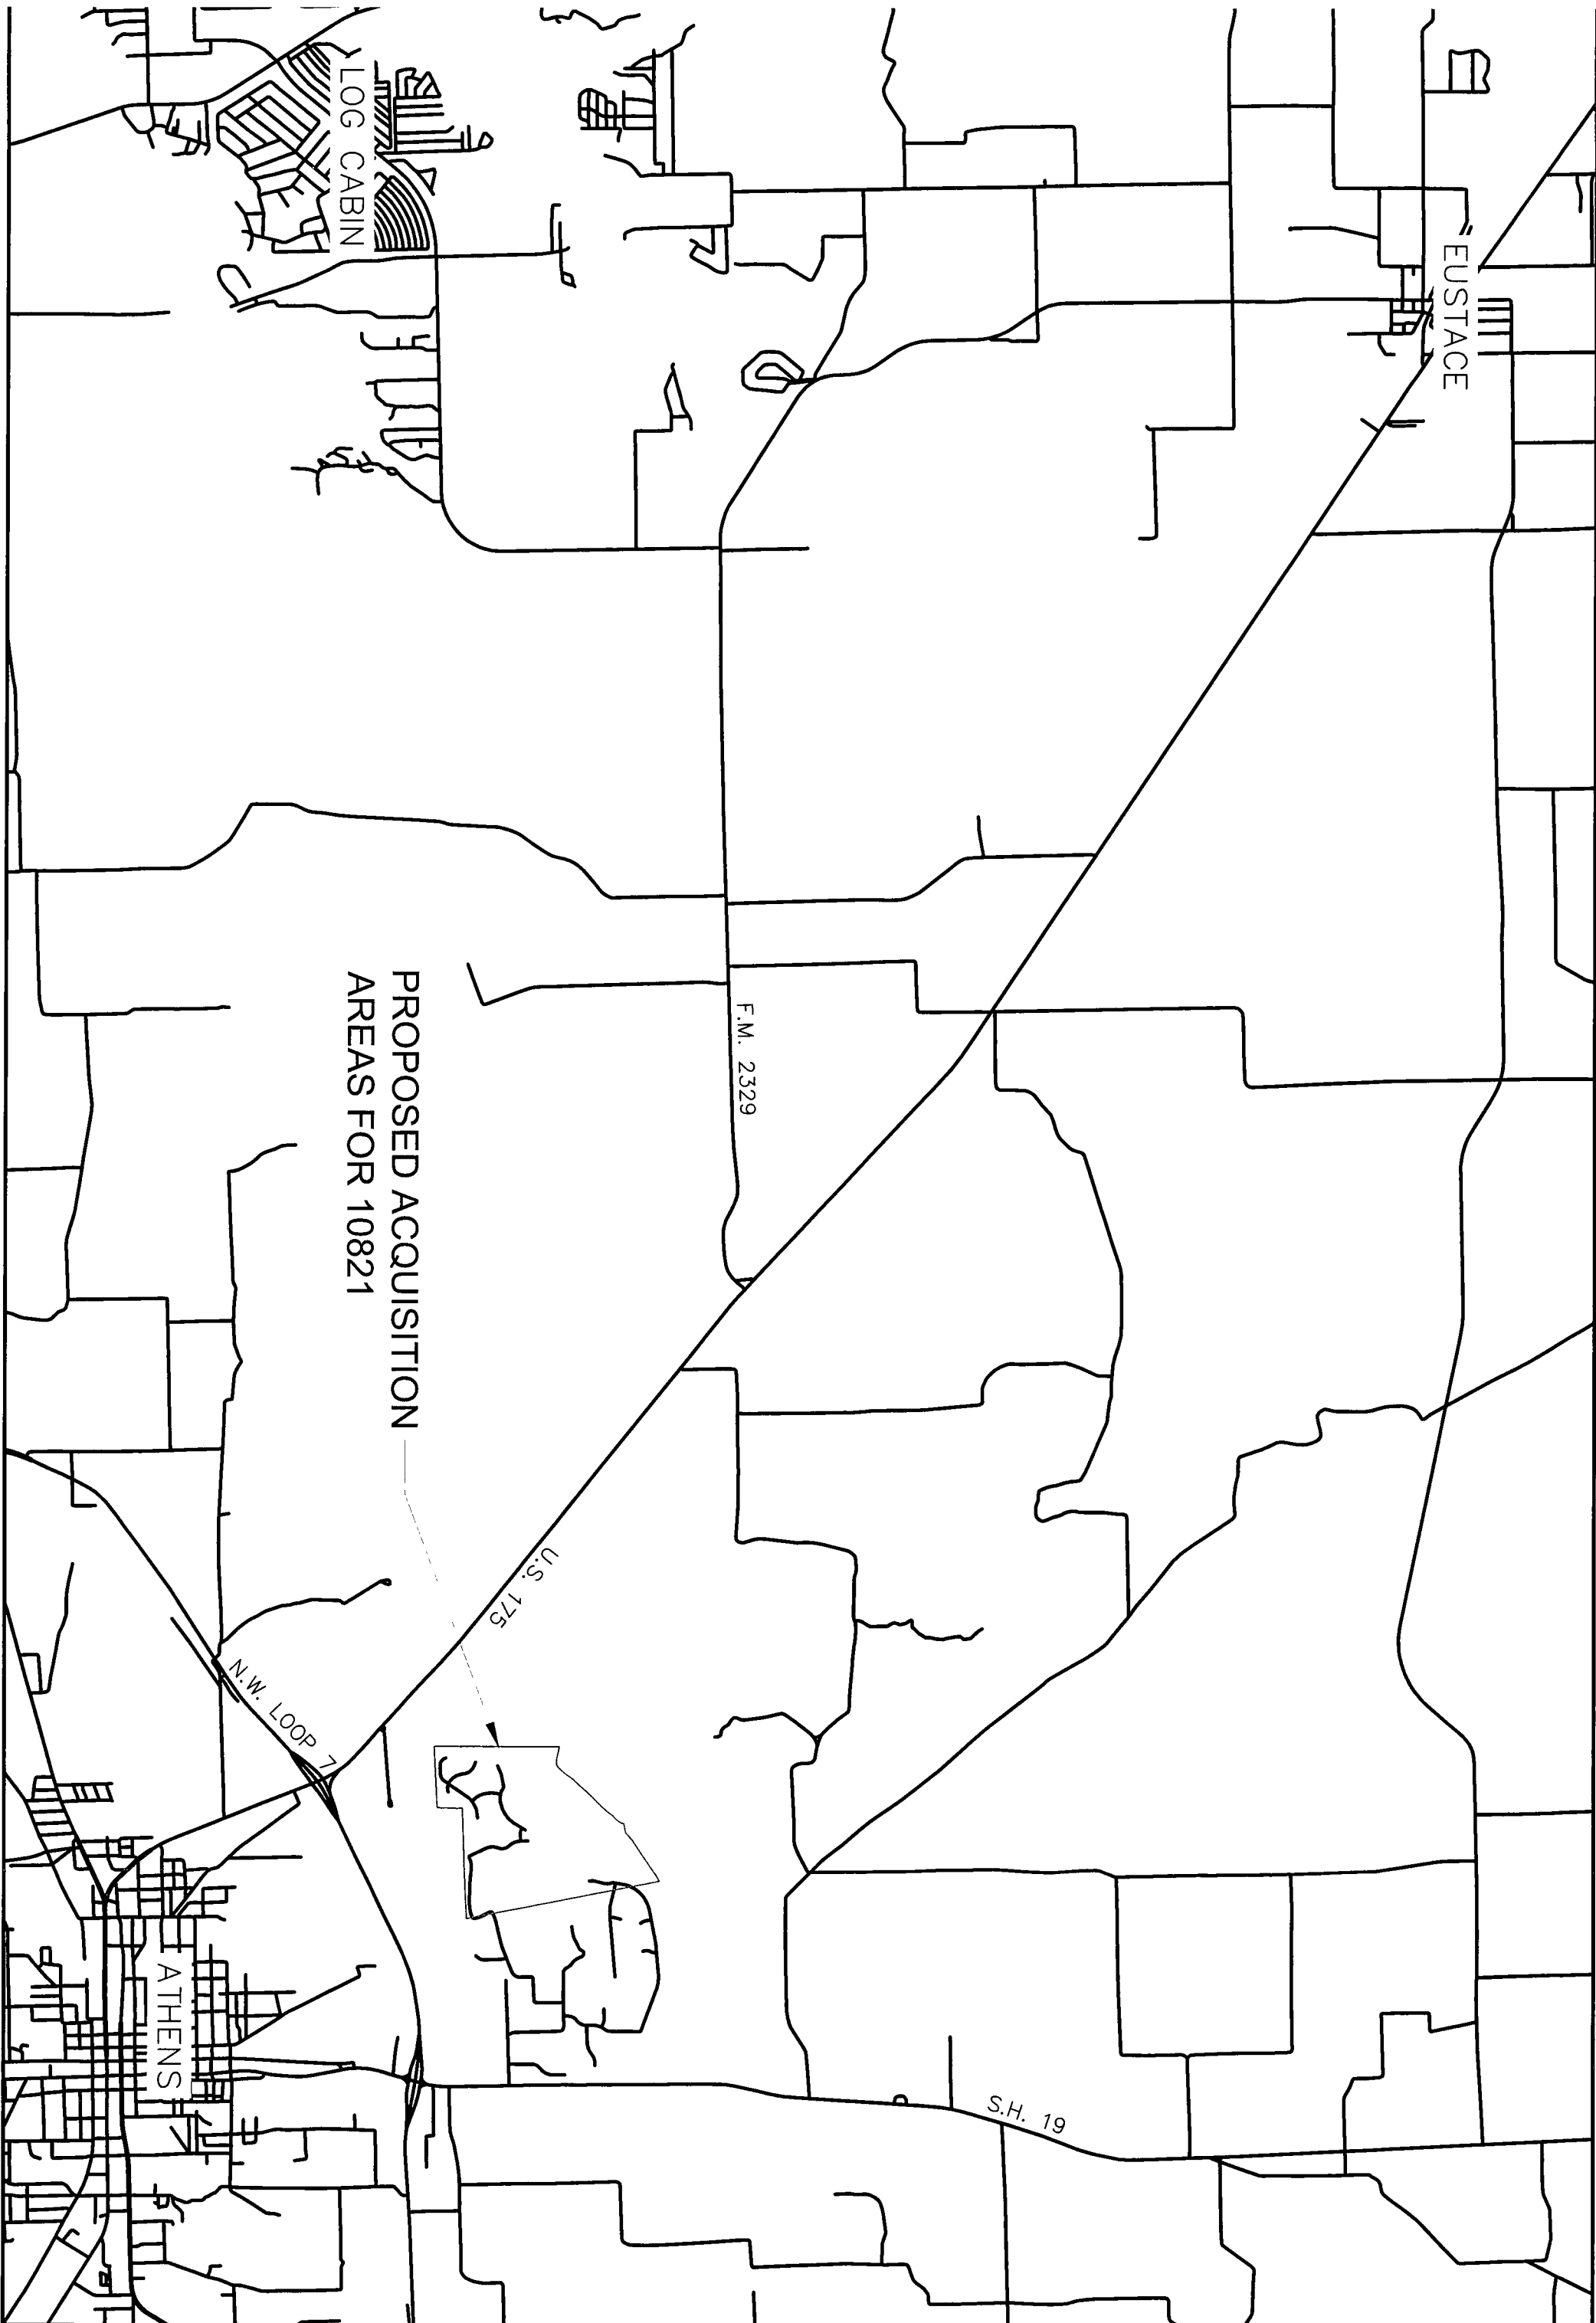 EUSTACE
LOG CABIN
F.M. 2329
PROPOSED ACQUISITION
AREAS FOR 10821
U.S. 175
N.W. LOOP 7
S.H. 19
ATHENS